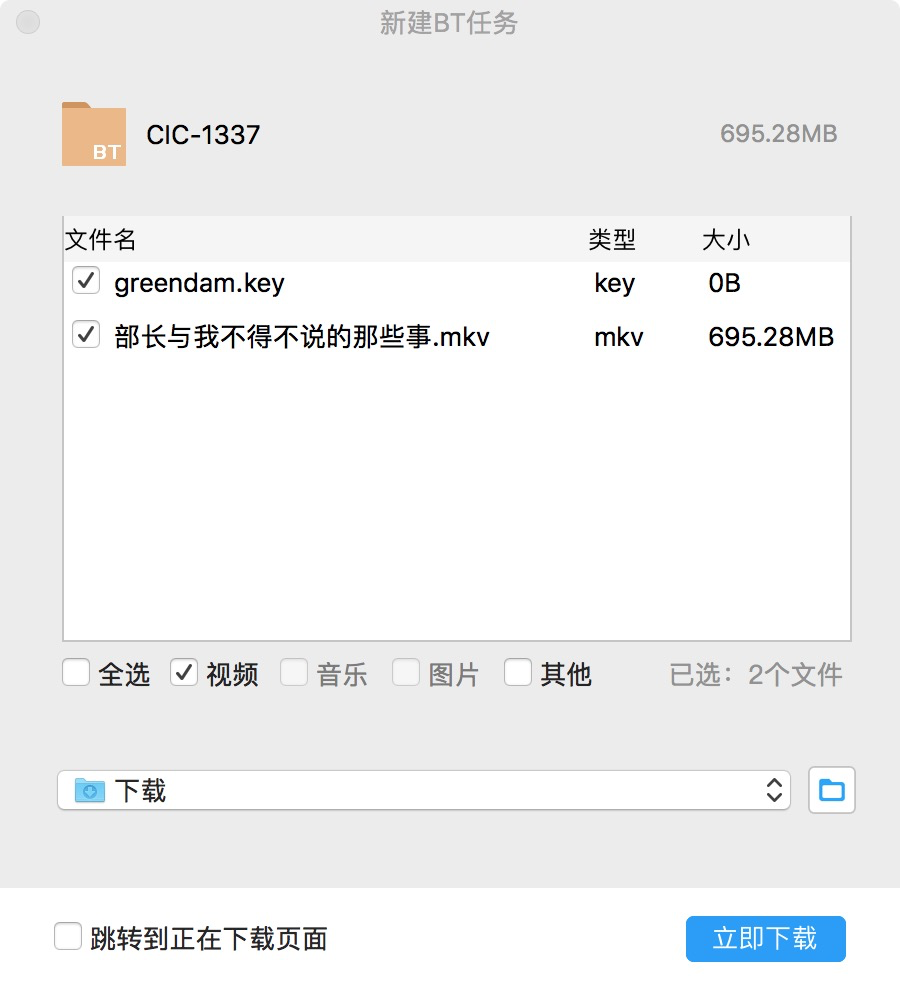 新建BT任务
BT
CIC-1337 695.28MB
文件名 类型 大小
greendam.key key 0B
部长与我不得不说的那些事.mkv mkv 695.28MB
全选 视频 音乐 图片 其他 已选：2个文件
下载
跳转到正在下载页面 立即下载